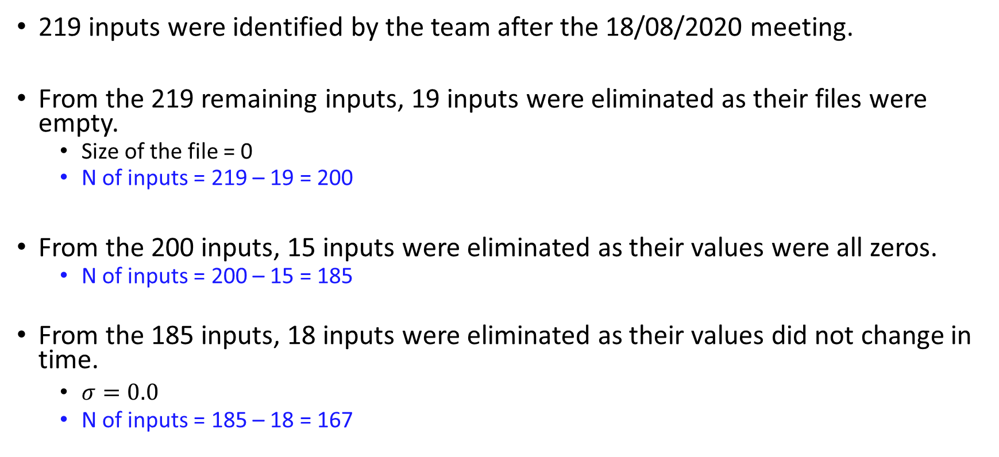 • 219 inputs were identified by the team after the 18/08/2020 meeting.
• From the 219 remaining inputs, 19 inputs were eliminated as their files were
empty.
• Size of the file = 0
• N of inputs = 219 – 19 = 200
• From the 200 inputs, 15 inputs were eliminated as their values were all zeros.
• N of inputs = 200 – 15 = 185
• From the 185 inputs, 18 inputs were eliminated as their values did not change in
time.
• 𝜎 = 0.0
• N of inputs = 185 – 18 = 167